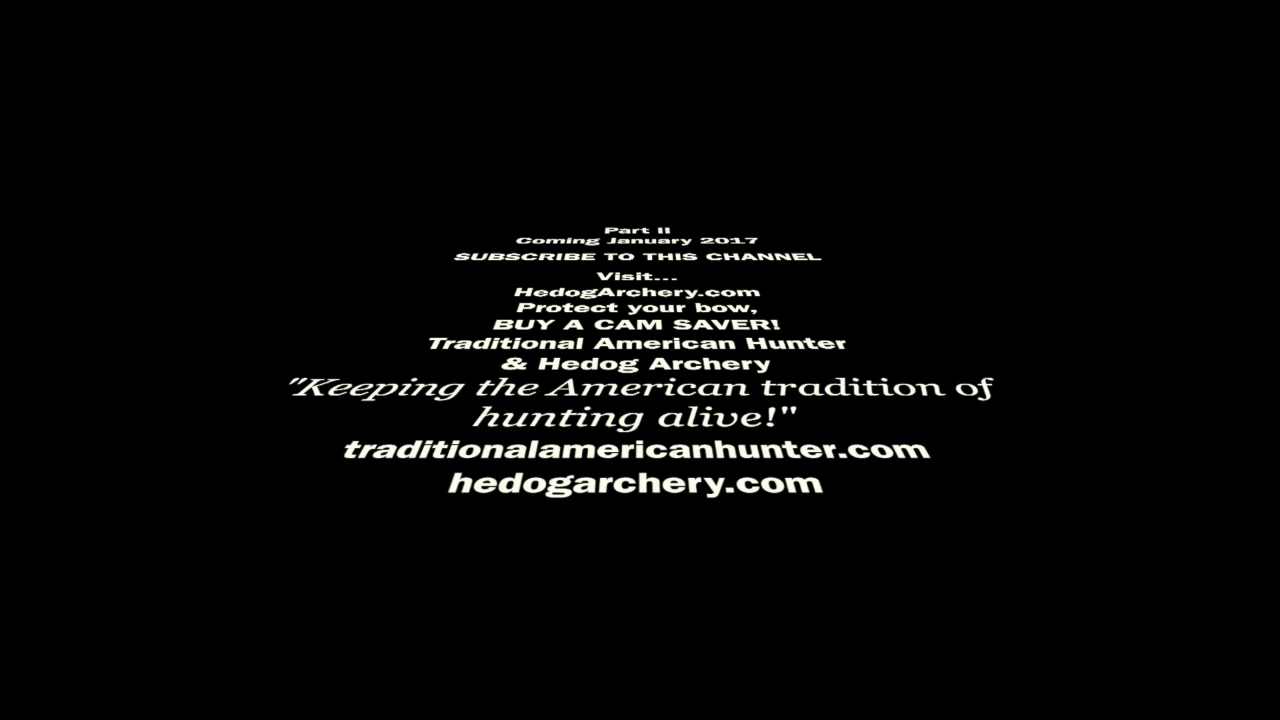 Part II
Coming January 2017
SUBSCRIBE TO THIS CHANNEL
Visit...
HedogArchery.com
Protect your bow,
BUY A CAM SAVER!
Traditional American Hunter
& Hedog Archery
"Keeping the American tradition of
hunting alive!"
traditionalamericanhunter.com
hedogarchery.com